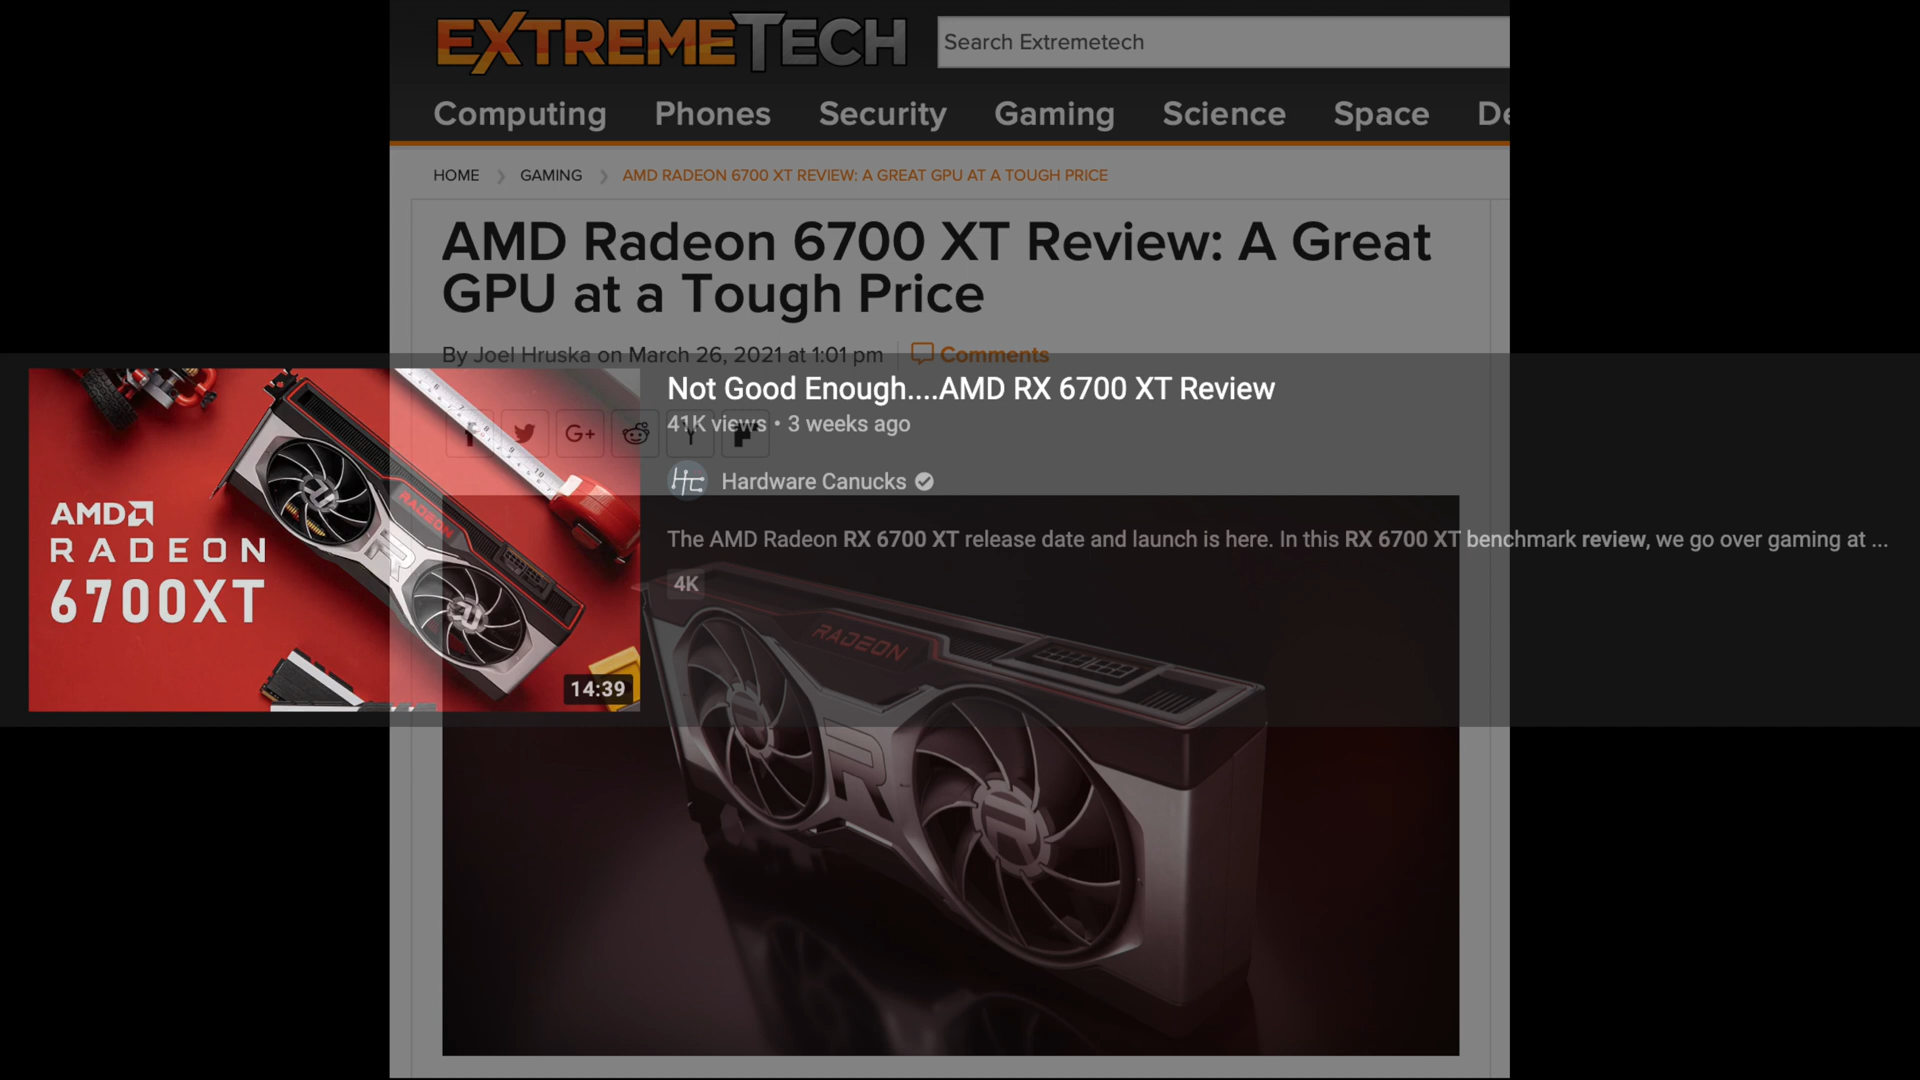 EXTREMETECH
Search Extremetech
Computing Phones Security Gaming Science Space De
HOME GAMING AMD RADEON 6700 XT REVIEW: A GREAT GPU AT A TOUGH PRICE
AMD Radeon 6700 XT Review: A Great
GPU at a Tough Price
By Joel Hruska on March 26, 2021 at 1:01 pm Comments
Not Good Enough....AMD RX 6700 XT Review
41K views • 3 weeks ago
G+
Hardware Canucks
The AMD Radeon RX 6700 XT release date and launch is here. In this RX 6700 XT benchmark review, we go over gaming at ...
4K
AMD
RADEON
6700XT
RADEON
14:39
RADEON